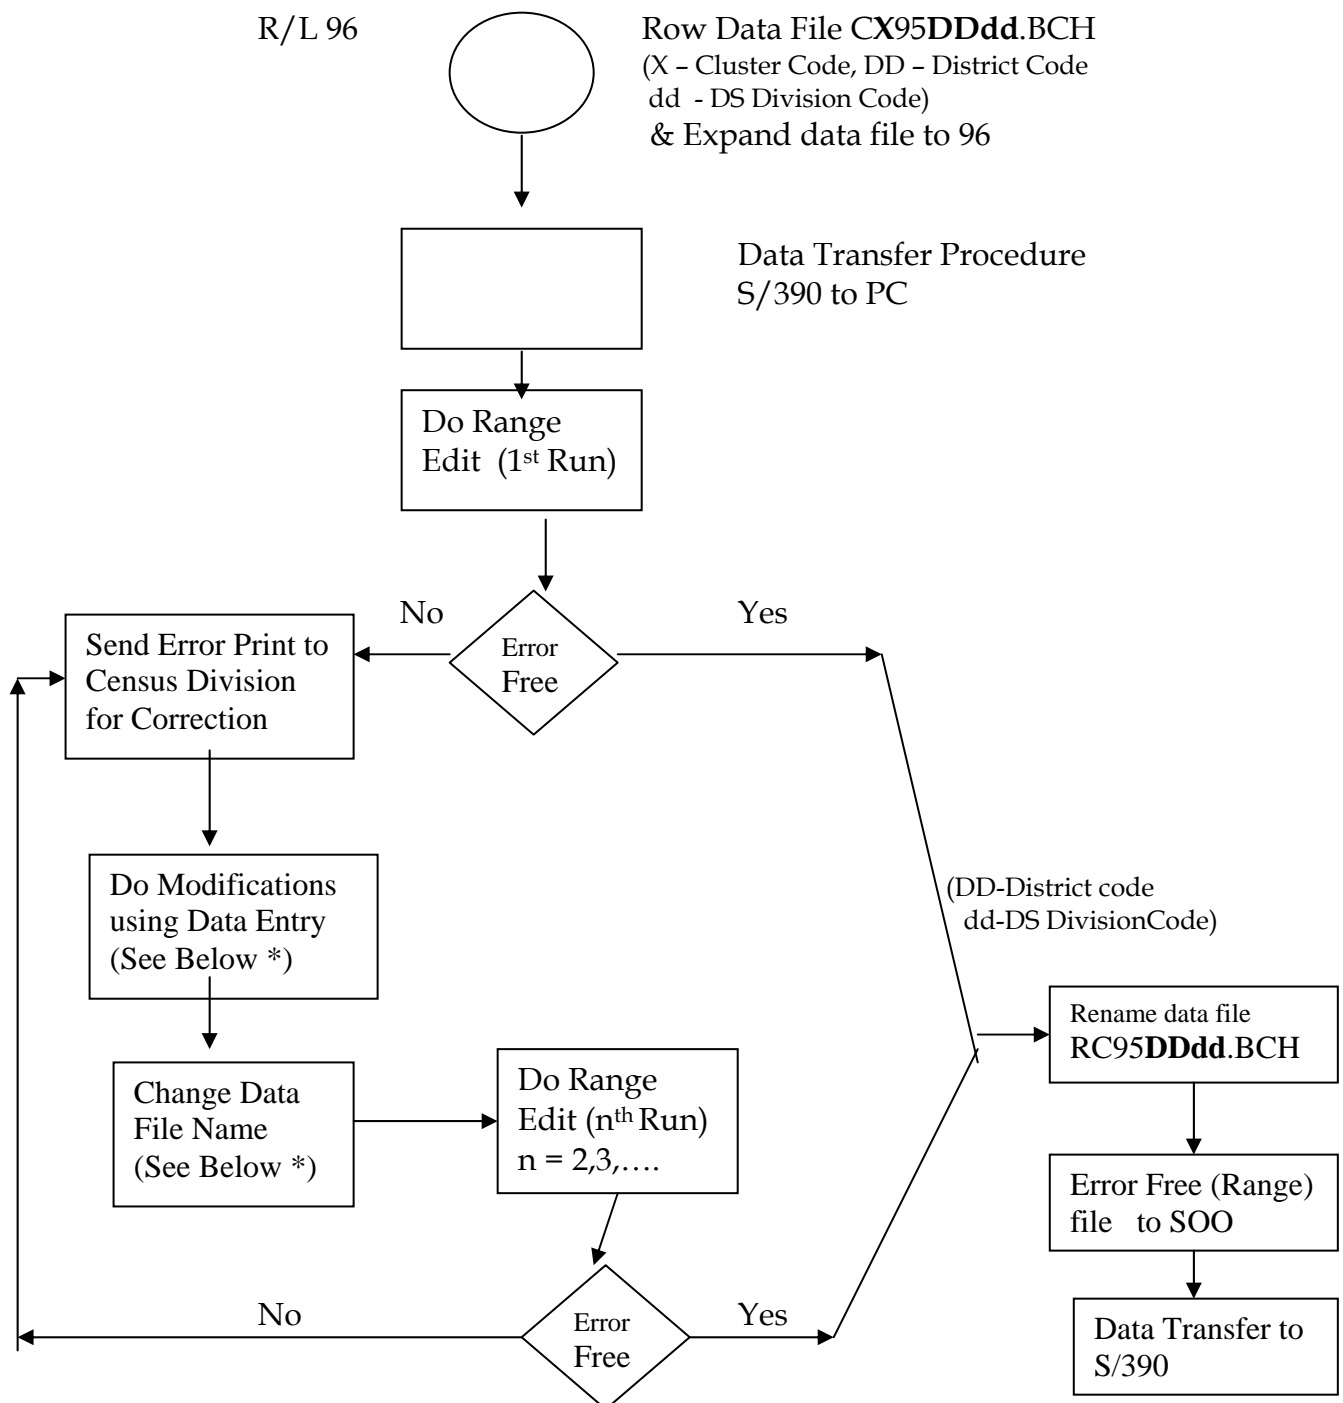 R/L 96
Row Data File CX95DDdd.BCH
(X – Cluster Code, DD – District Code
dd - DS Division Code)
& Expand data file to 96
Data Transfer Procedure
S/390 to PC
Do Range
Edit (1st Run)
No
Yes
Error
Free
Send Error Print to
Census Division
for Correction
Do Modifications
using Data Entry
(See Below *)
(DD-District code
dd-DS DivisionCode)
Rename data file
RC95DDdd.BCH
Change Data
File Name
(See Below *)
Do Range
Edit (nth Run)
n = 2,3,….
Error Free (Range)
file to SOO
No
Yes
Error
Free
Data Transfer to
S/390